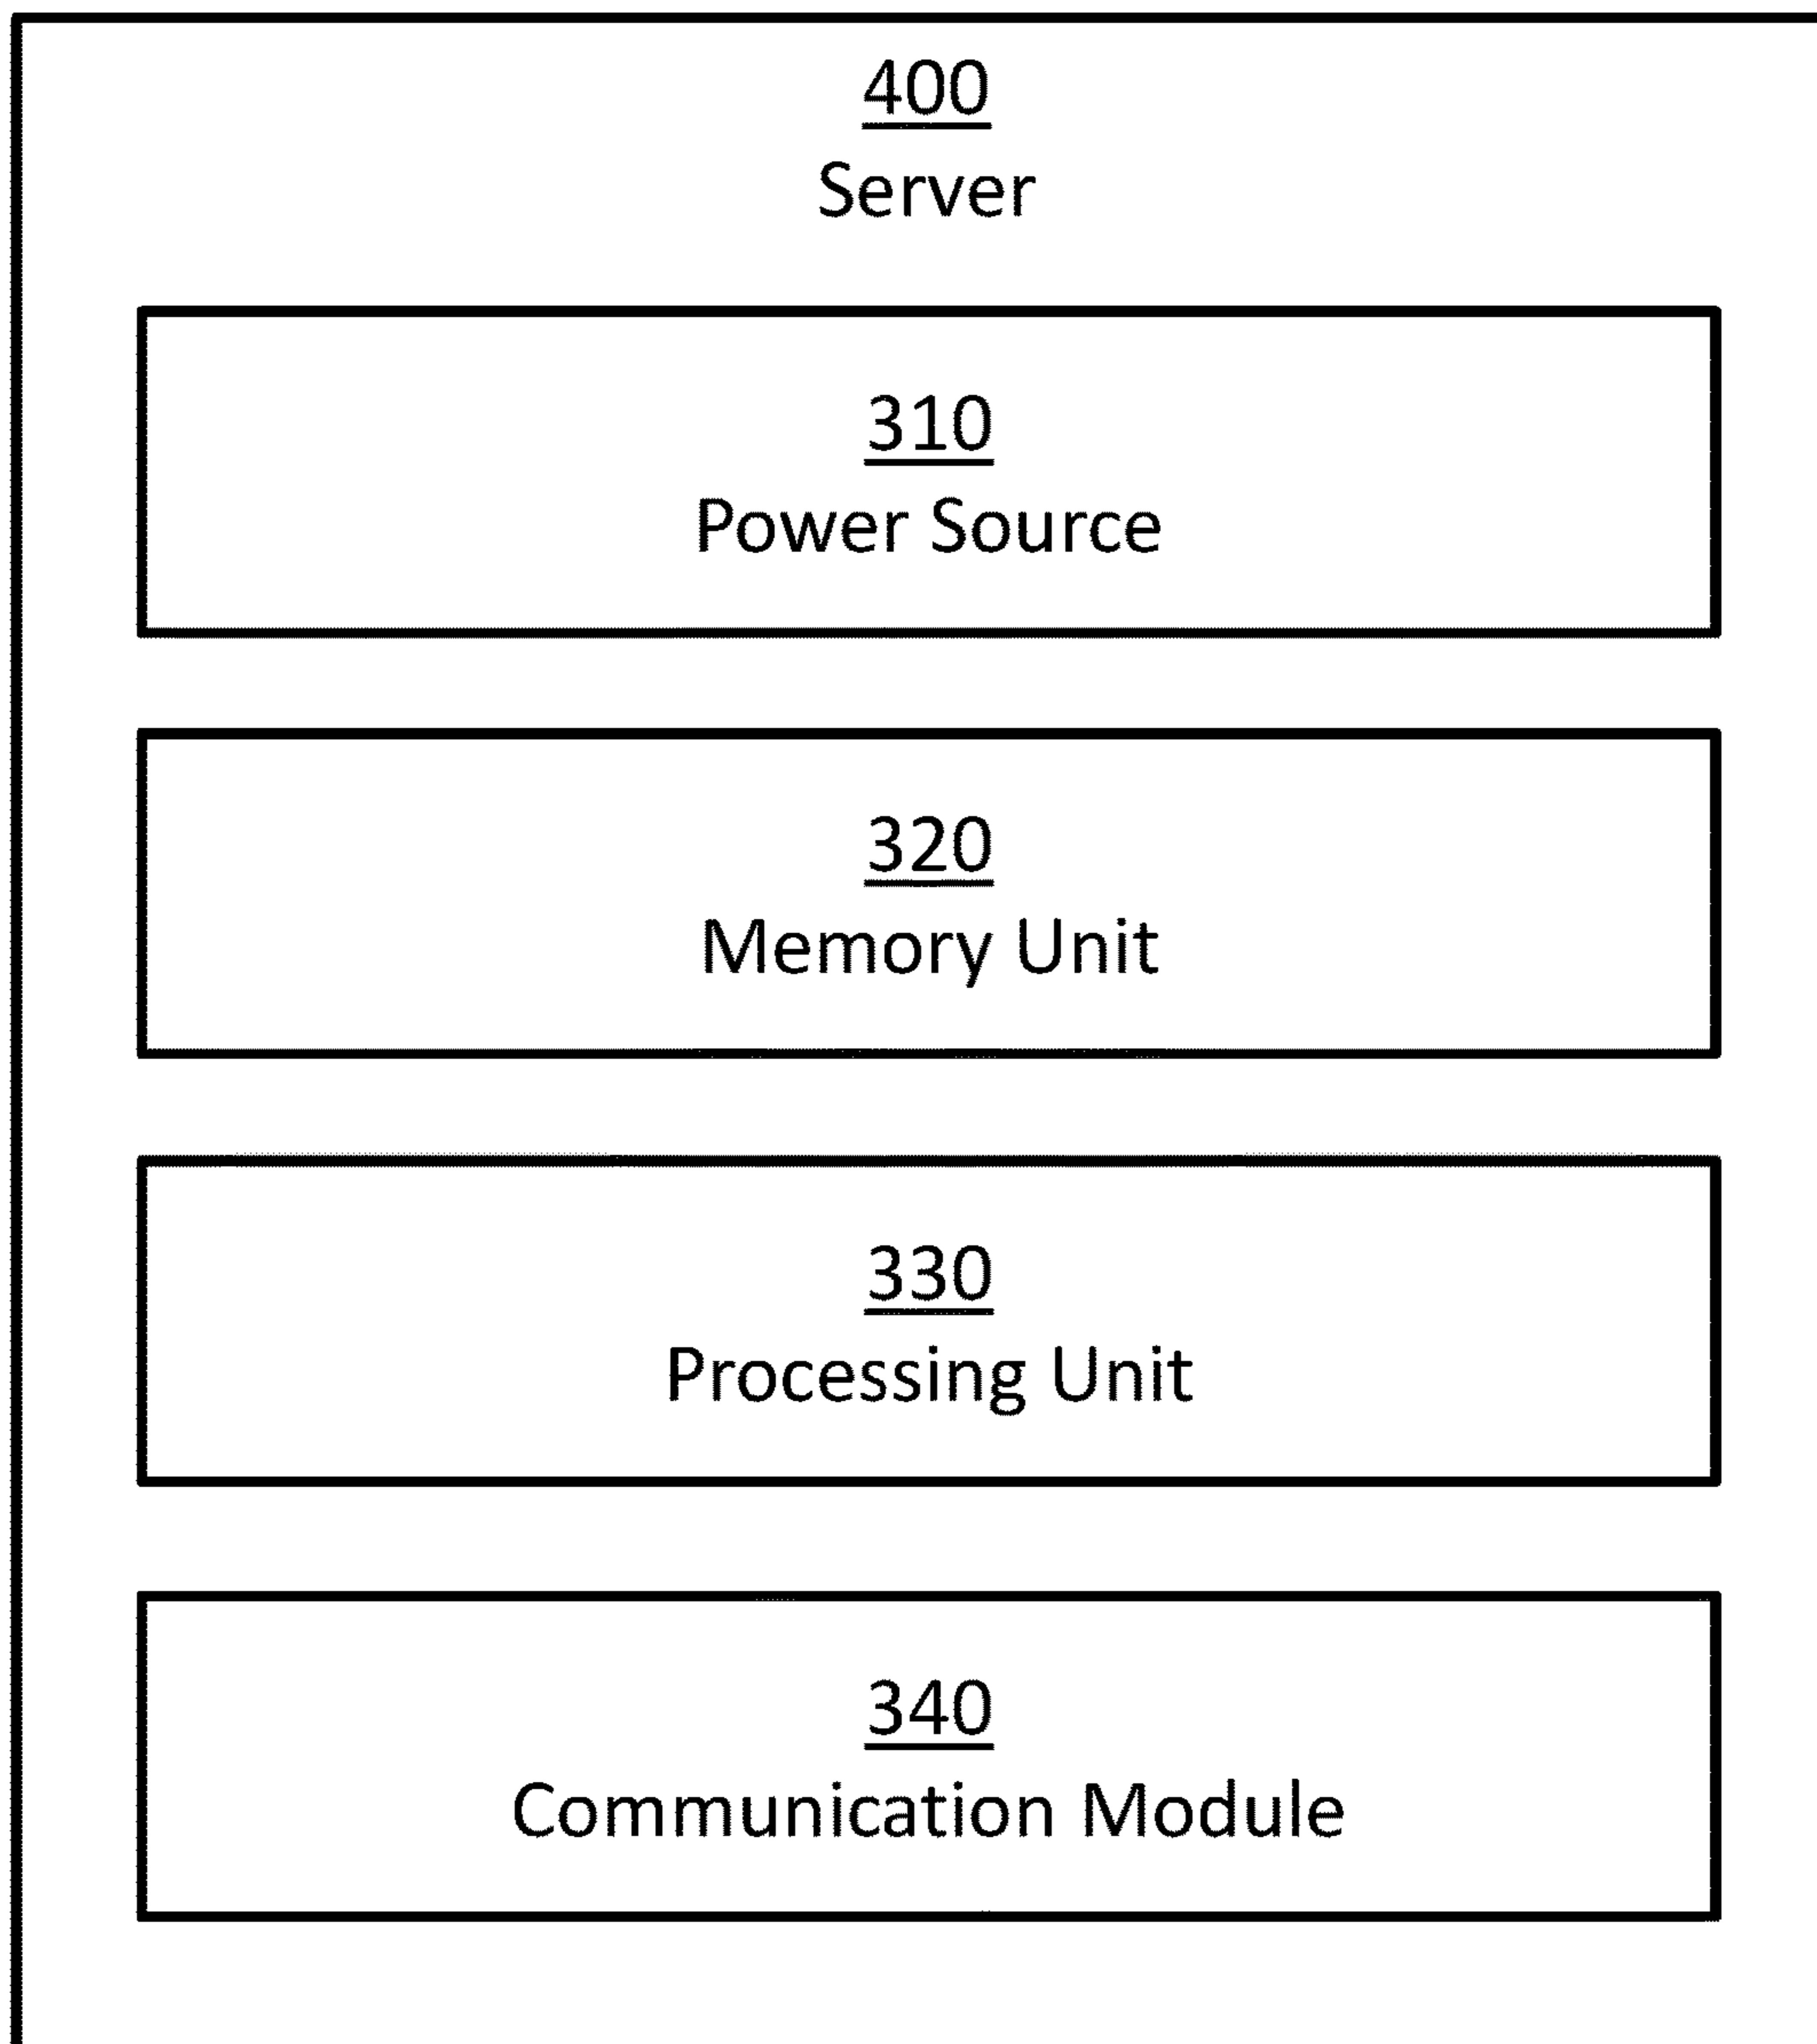 400
Server
310
Power Source
320
Memory Unit
330
Processing Unit
340
Communication Module